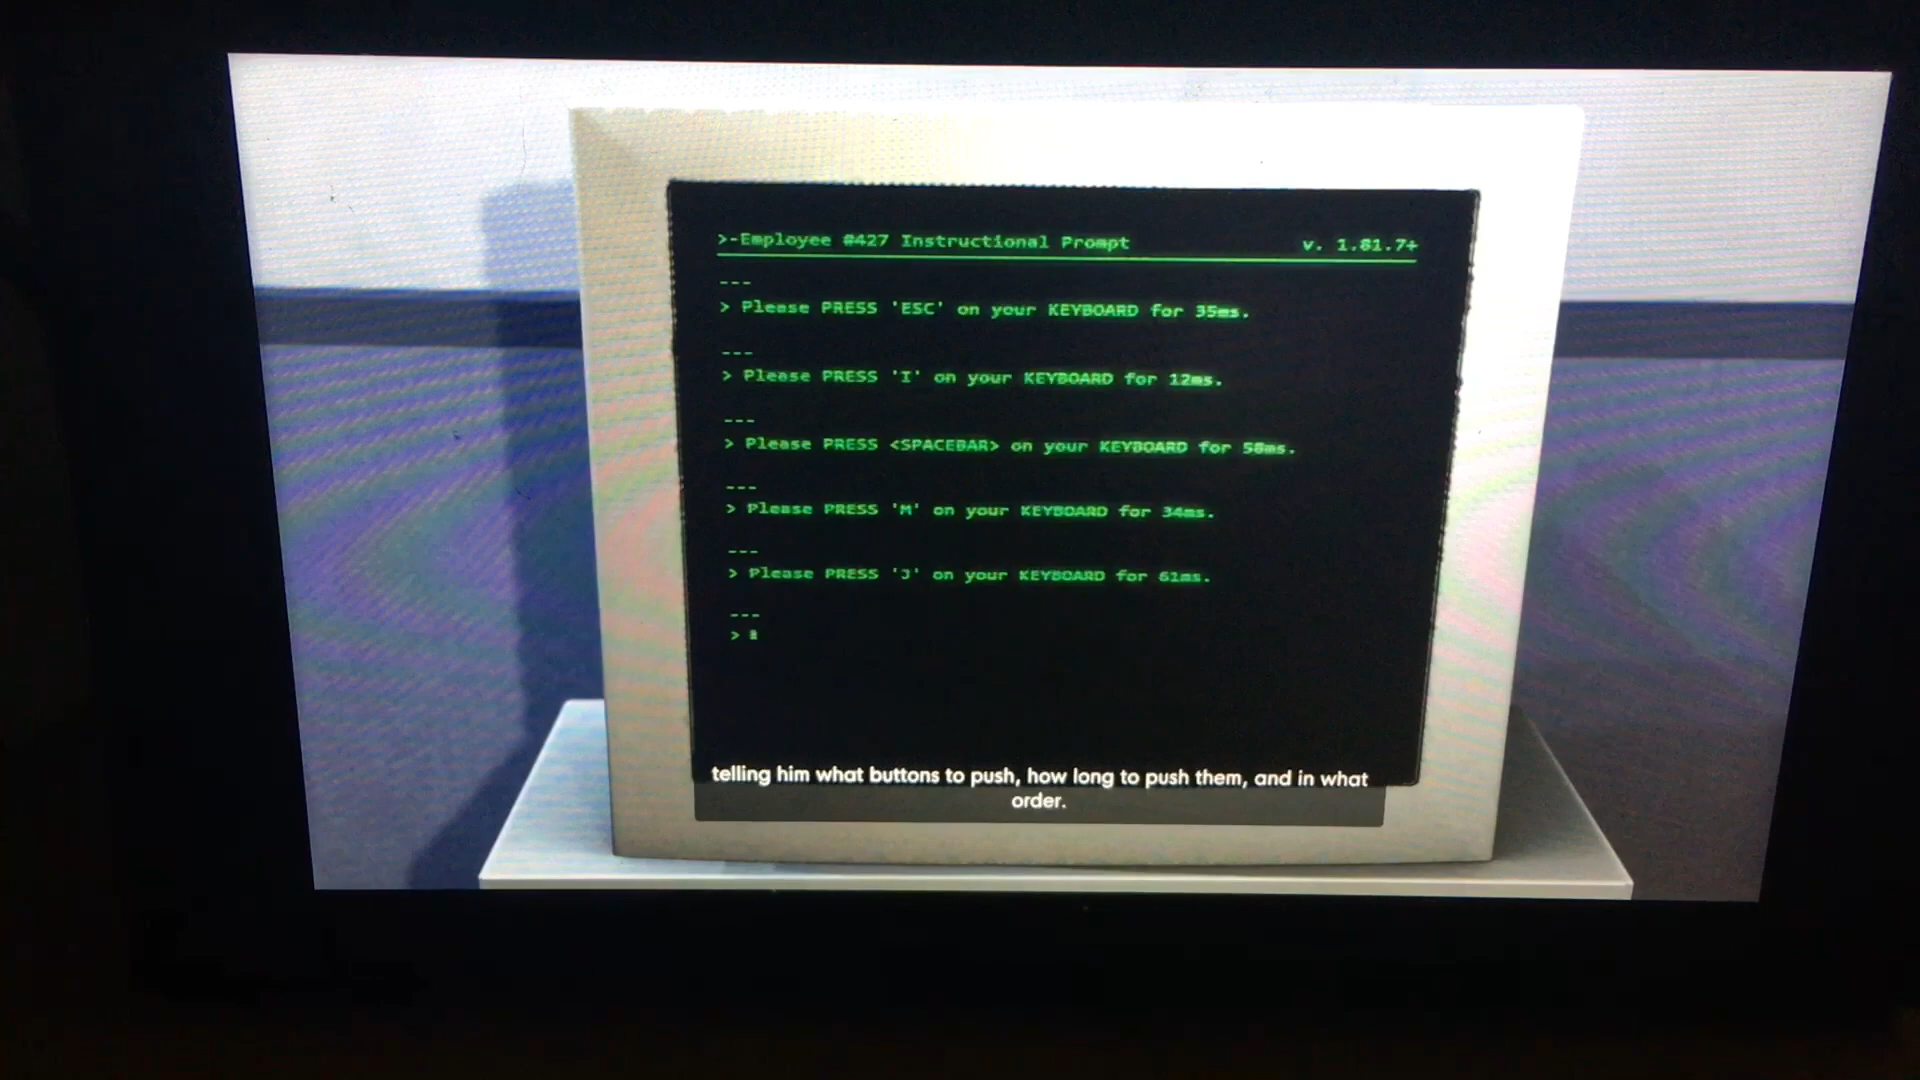 >-Employee #427 Instructional Prompt v. 1.81.7+
---
> Please PRESS 'ESC' on your KEYBOARD for 35ms.
---
> Please PRESS 'I' on your KEYBOARD for 12ms.
---
> Please PRESS <SPACEBAR> on your KEYBOARD for 58ms.
---
> Please PRESS 'M' on your KEYBOARD for 34ms.
---
> Please PRESS 'J' on your KEYBOARD for 61ms.
---
>
telling him what buttons to push, how long to push them, and in what
order.